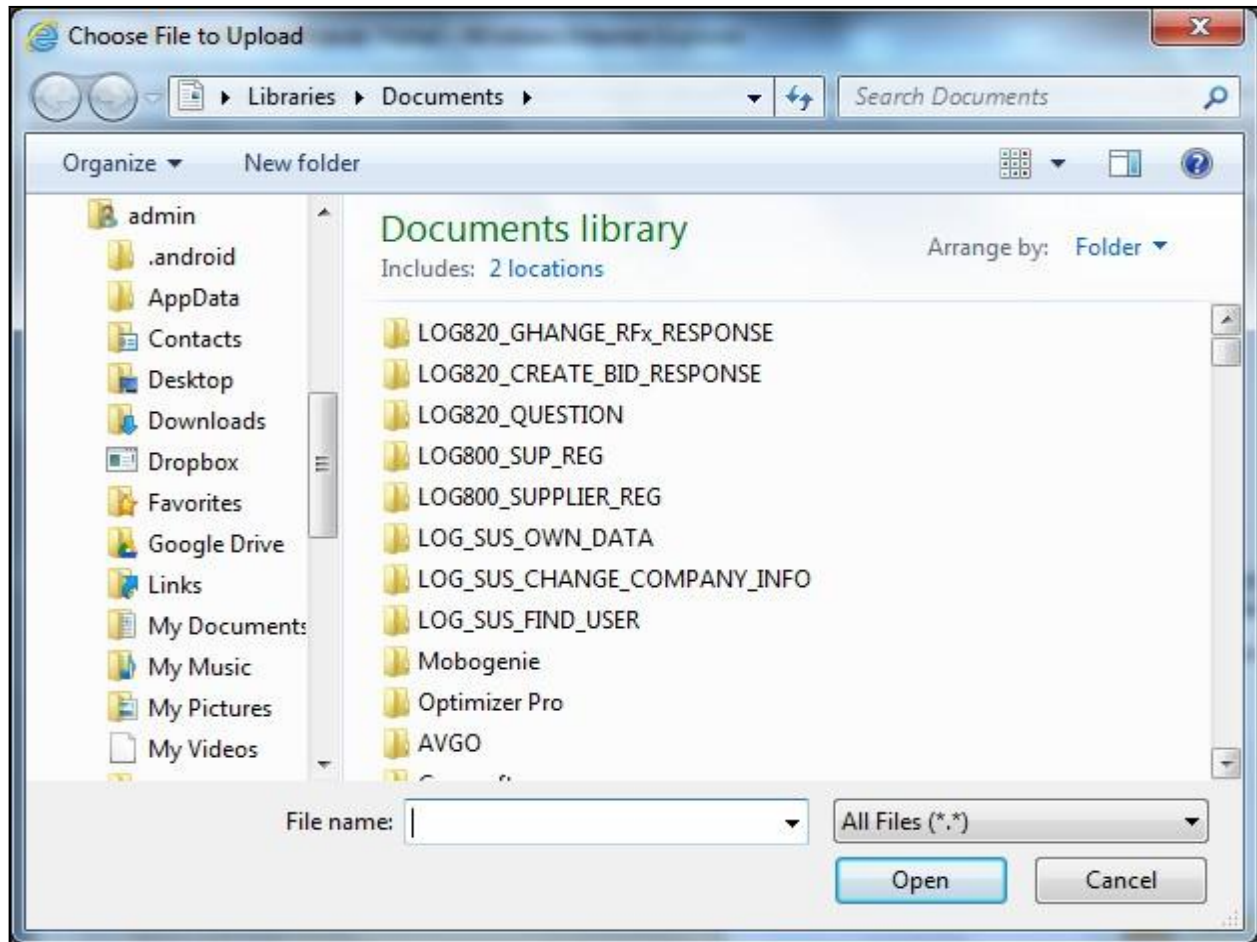 Choose File to Upload
Libraries Documents
Search Documents
Organize New folder
admin
.android
AppData
Contacts
Desktop
Downloads
Dropbox
Favorites
Google Drive
Links
My Documents
My Music
My Pictures
My Videos
Documents library
Includes: 2 locations
Arrange by: Folder
LOG820_GHANGE_RFx_RESPONSE
LOG820_CREATE_BID_RESPONSE
LOG820_QUESTION
LOG800_SUP_REG
LOG800_SUPPLIER_REG
LOG_SUS_OWN_DATA
LOG_SUS_CHANGE_COMPANY_INFO
LOG_SUS_FIND_USER
Mobogenie
Optimizer Pro
AVGO
File name:
All Files (*.*)
Open Cancel